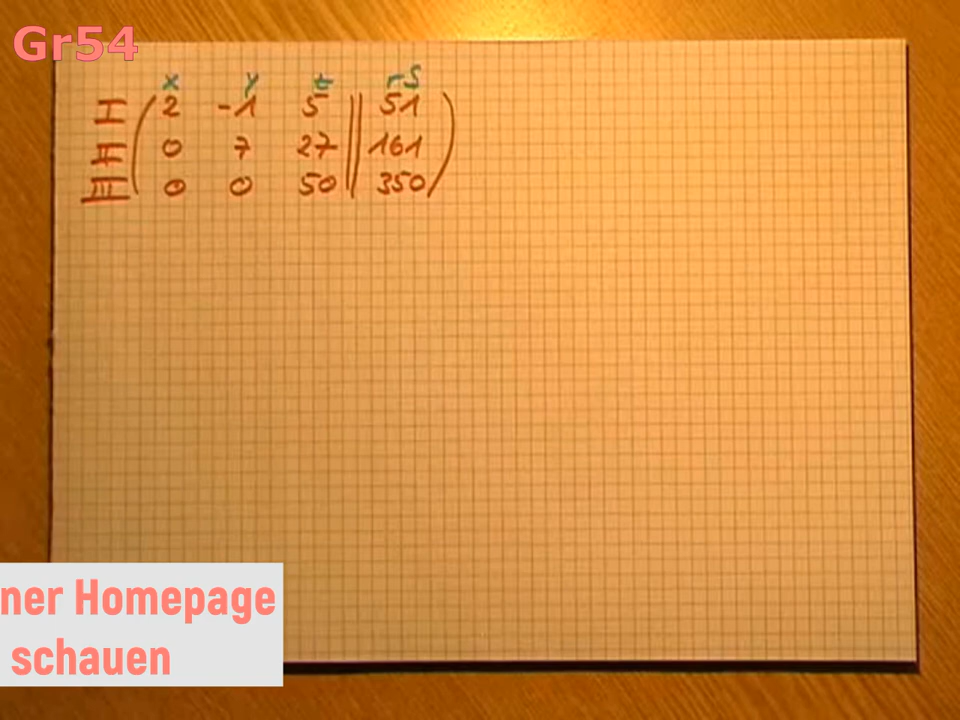 Gr54
x y z rS
I ( 2 -1 5 || 51 )
II ( 0 7 27 || 161 )
III ( 0 0 50 || 350 )
ner Homepage
schauen